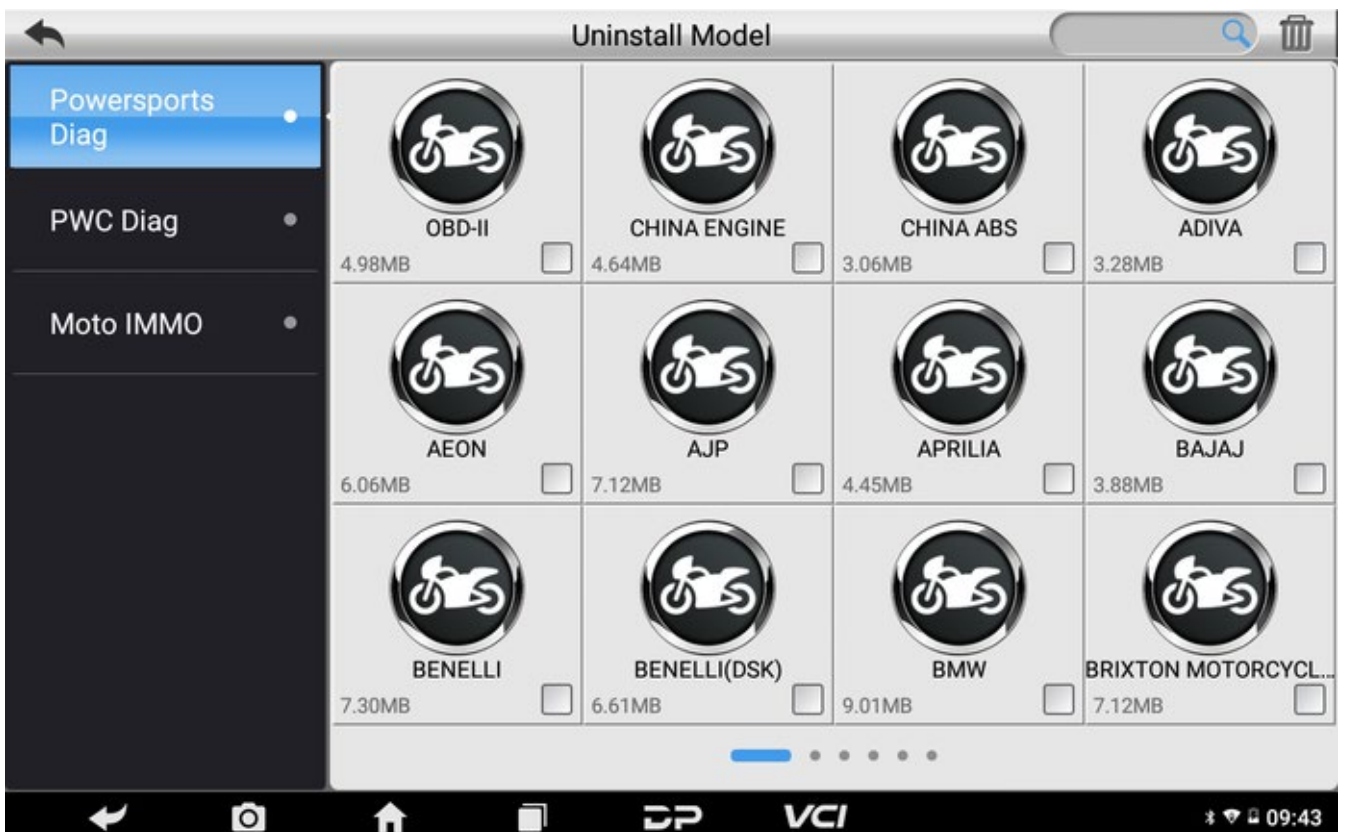 Uninstall Model
Powersports
Diag
PWC Diag
Moto IMMO
OBD-II
4.98MB
CHINA ENGINE
4.64MB
CHINA ABS
3.06MB
ADIVA
3.28MB
AEON
6.06MB
AJP
7.12MB
APRILIA
4.45MB
BAJAJ
3.88MB
BENELLI
7.30MB
BENELLI(DSK)
6.61MB
BMW
9.01MB
BRIXTON MOTORCYCL...
7.12MB
DP
VCI
09:43